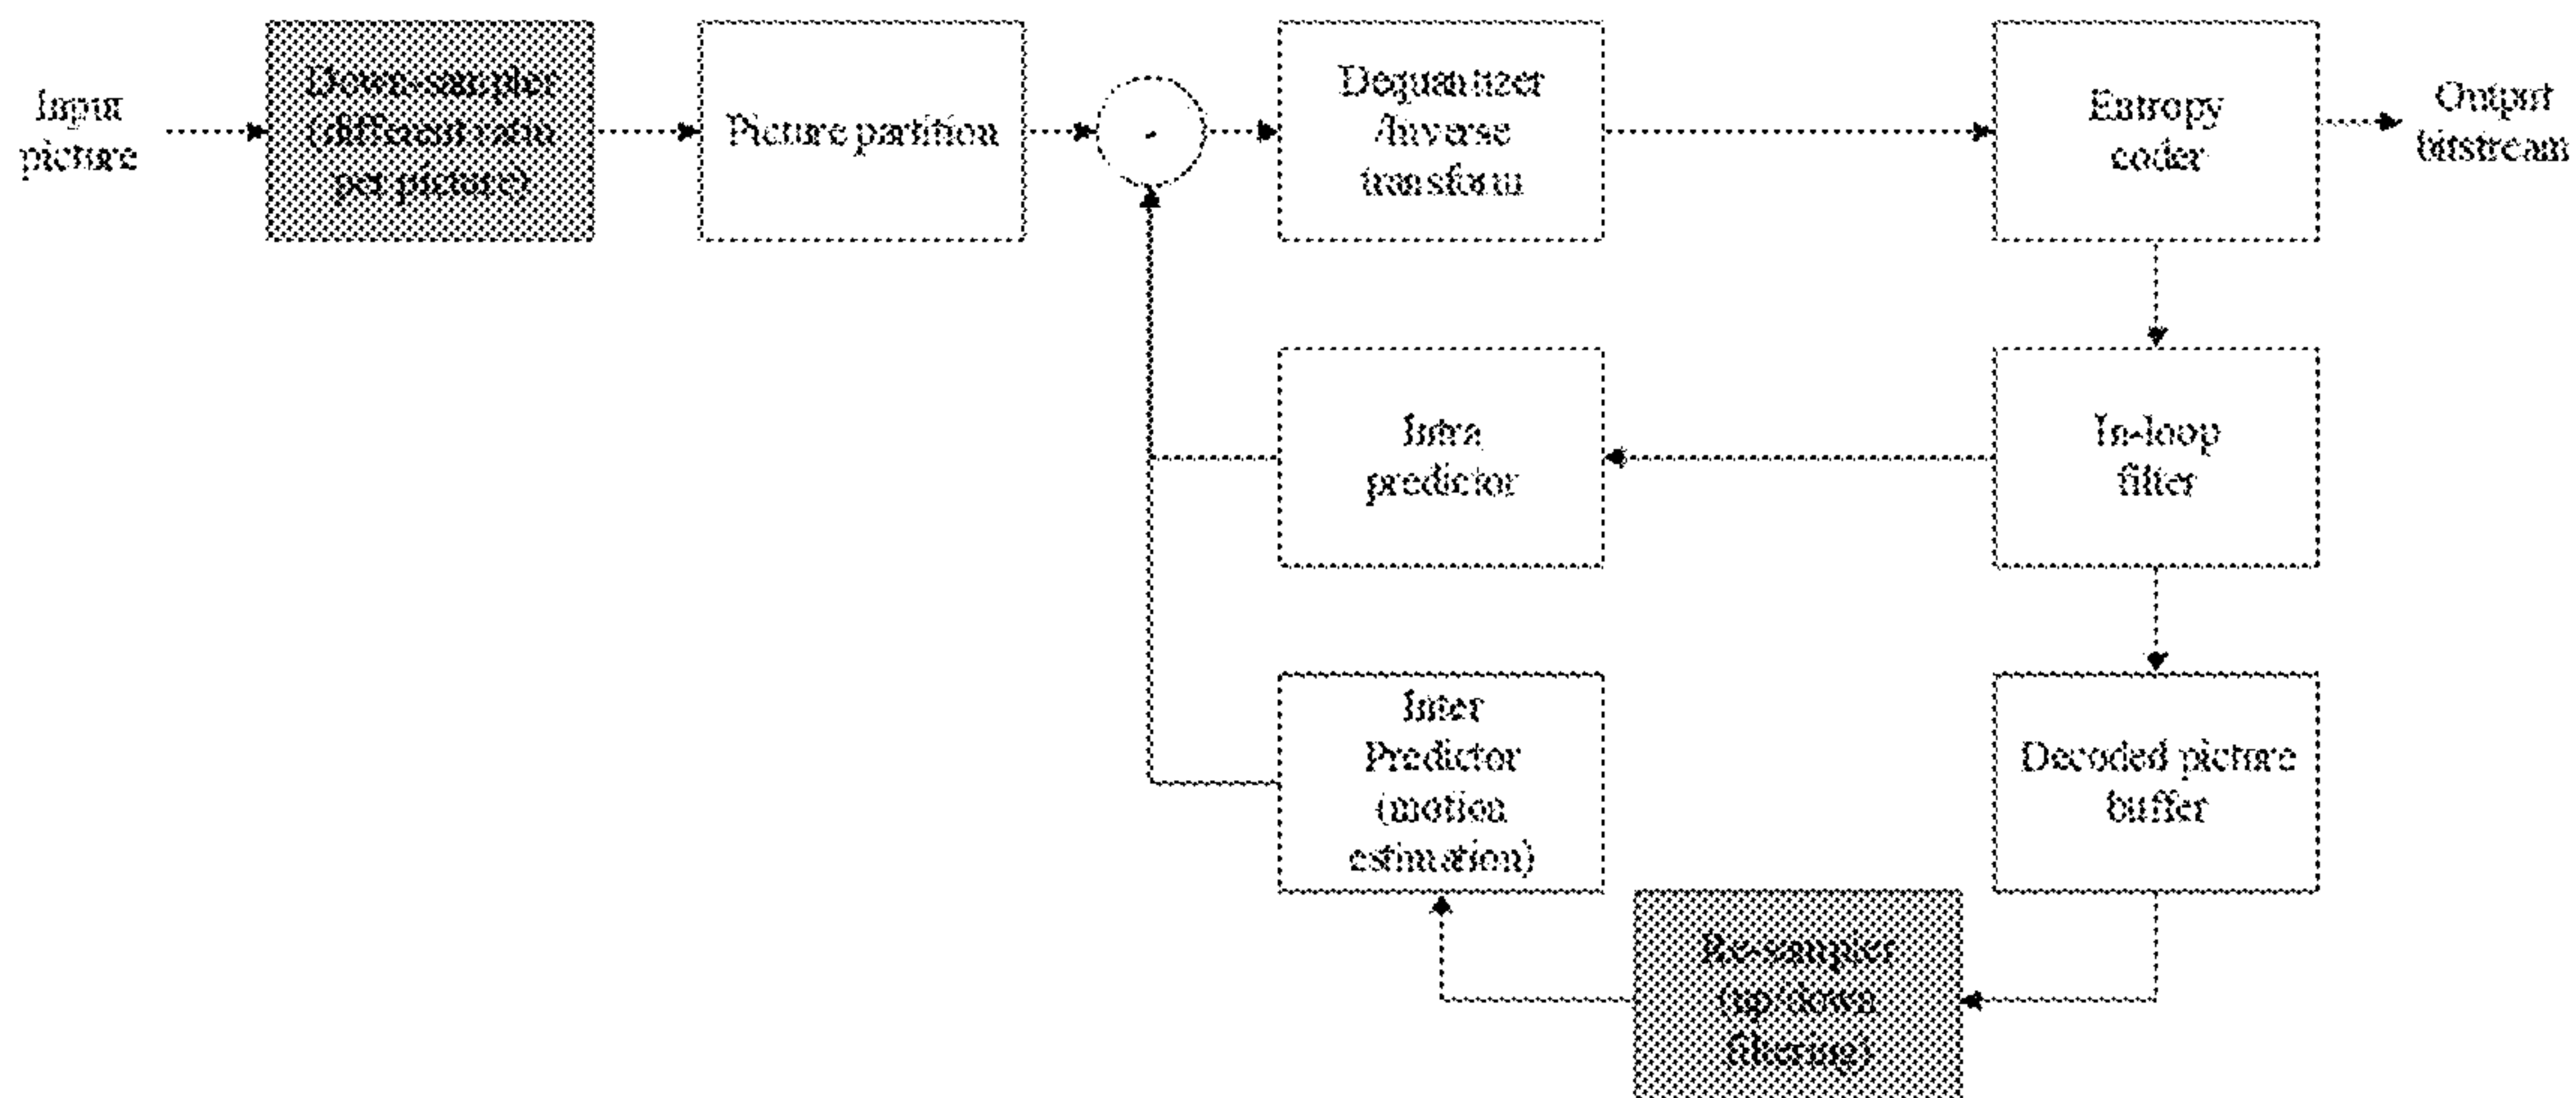 Input
picture
Down-sampler
(different ratio
per picture)
Picture partition
-
Dequantizer
/Inverse
transform
Entropy
coder
Output
bitstream
Intra
predictor
In-loop
filter
Inter
Predictor
(motion
estimation)
Decoded picture
buffer
Re-sampler
(up/down
filtering)